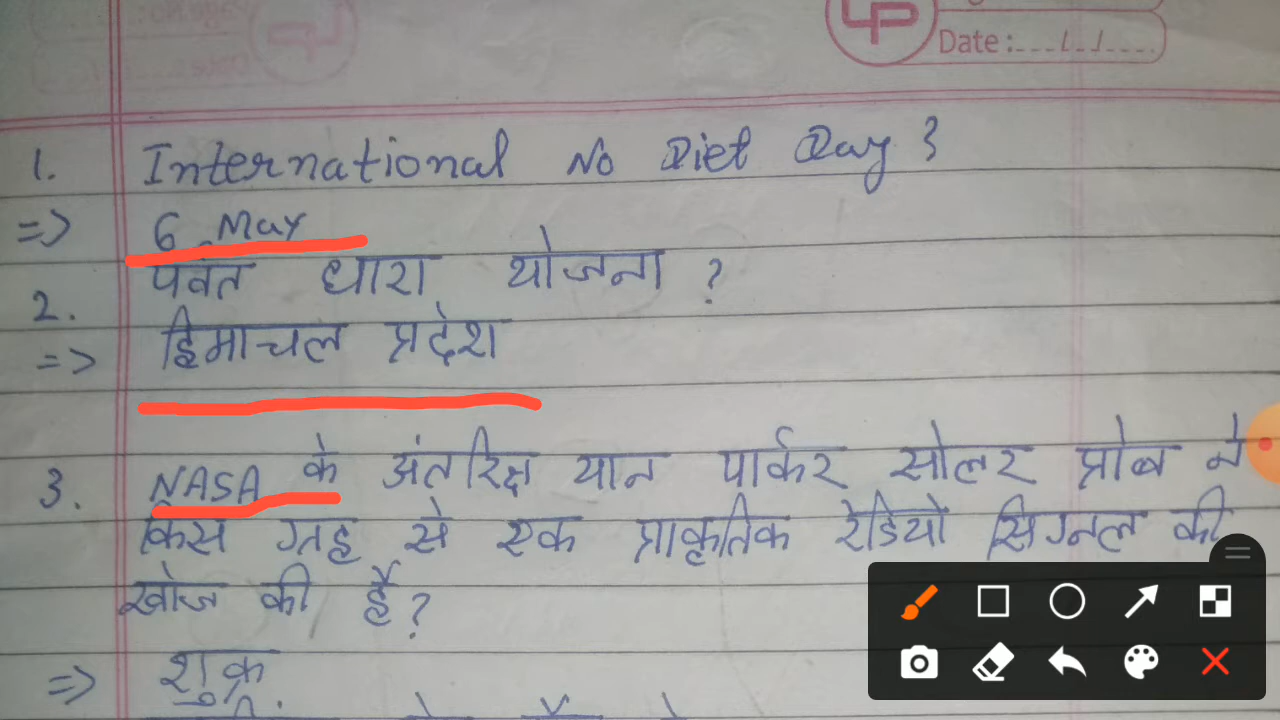 Date :
1. International No Diet Day?
=> 6 May
2. पर्वत धारा योजना ?
=> हिमाचल प्रदेश
3. NASA के अंतरिक्ष यान पार्कर सोलर प्रोब ने
किस ग्रह से एक प्राकृतिक रेडियो सिग्नल की
खोज की है ?
=> शुक्र